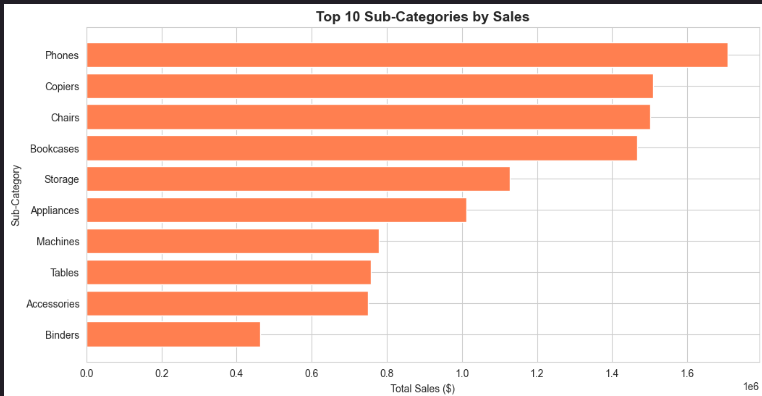 Top 10 Sub-Categories by Sales
Sub-Category
Phones
Copiers
Chairs
Bookcases
Storage
Appliances
Machines
Tables
Accessories
Binders
0.0 0.2 0.4 0.6 0.8 1.0 1.2 1.4 1.6
1e6
Total Sales ($)